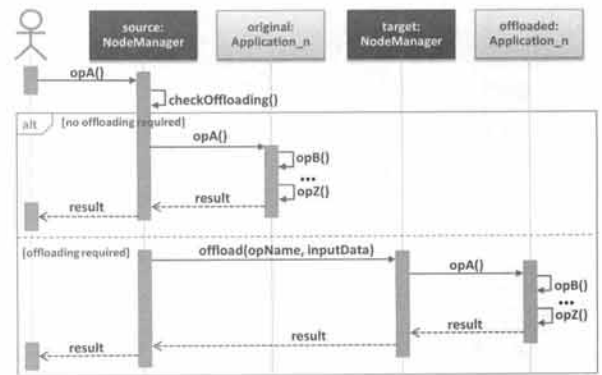 source:
NodeManager
original:
Application_n
target:
NodeManager
offloaded:
Application_n
opA()
checkOffloading()
alt
[no offloading required]
opA()
opB()
...
opZ()
result
result
[offloading required]
offload(opName, inputData)
opA()
opB()
...
opZ()
result
result
result